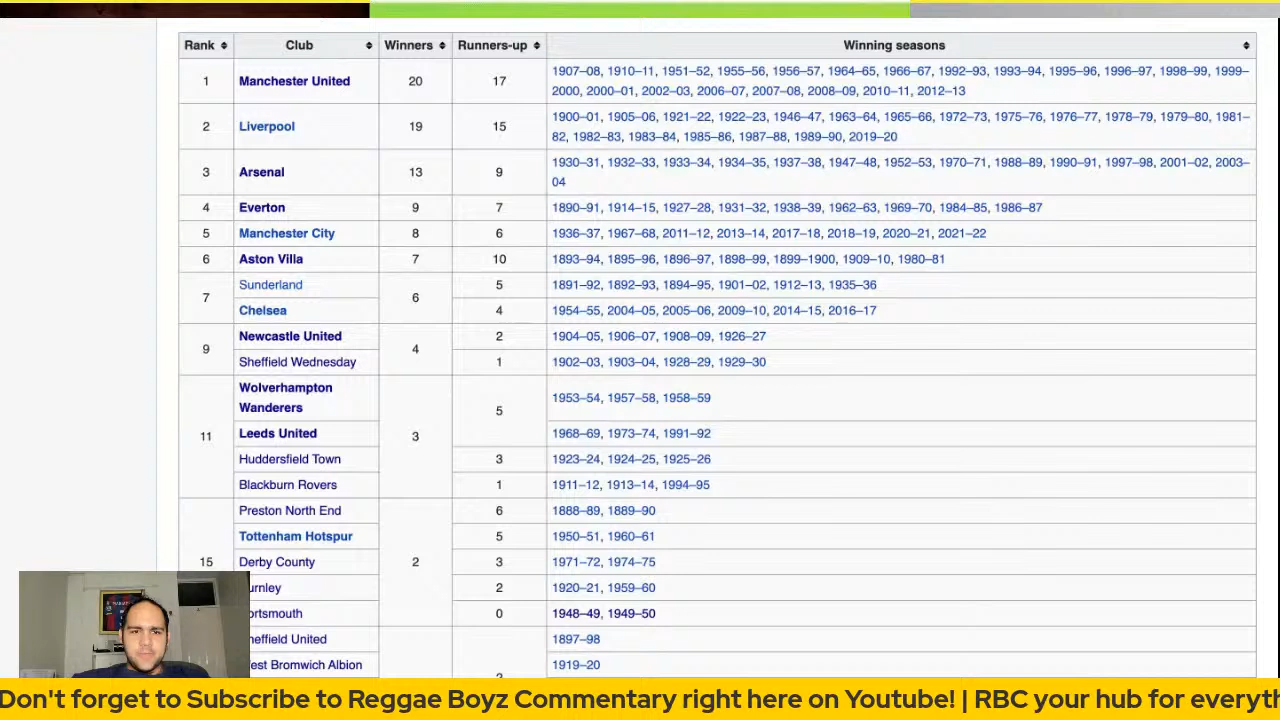 Rank Club Winners Runners-up Winning seasons
1 Manchester United 20 17 1907–08, 1910–11, 1951–52, 1955–56, 1956–57, 1964–65, 1966–67, 1992–93, 1993–94, 1995–96, 1996–97, 1998–99, 1999–
2000, 2000–01, 2002–03, 2006–07, 2007–08, 2008–09, 2010–11, 2012–13
2 Liverpool 19 15 1900–01, 1905–06, 1921–22, 1922–23, 1946–47, 1963–64, 1965–66, 1972–73, 1975–76, 1976–77, 1978–79, 1979–80, 1981–
82, 1982–83, 1983–84, 1985–86, 1987–88, 1989–90, 2019–20
3 Arsenal 13 9 1930–31, 1932–33, 1933–34, 1934–35, 1937–38, 1947–48, 1952–53, 1970–71, 1988–89, 1990–91, 1997–98, 2001–02, 2003–
04
4 Everton 9 7 1890–91, 1914–15, 1927–28, 1931–32, 1938–39, 1962–63, 1969–70, 1984–85, 1986–87
5 Manchester City 8 6 1936–37, 1967–68, 2011–12, 2013–14, 2017–18, 2018–19, 2020–21, 2021–22
6 Aston Villa 7 10 1893–94, 1895–96, 1896–97, 1898–99, 1899–1900, 1909–10, 1980–81
7 Sunderland 6 5 1891–92, 1892–93, 1894–95, 1901–02, 1912–13, 1935–36
Chelsea 4 1954–55, 2004–05, 2005–06, 2009–10, 2014–15, 2016–17
9 Newcastle United 4 2 1904–05, 1906–07, 1908–09, 1926–27
Sheffield Wednesday 1 1902–03, 1903–04, 1928–29, 1929–30
11 Wolverhampton
Wanderers 3 5 1953–54, 1957–58, 1958–59
Leeds United 1968–69, 1973–74, 1991–92
Huddersfield Town 3 1923–24, 1924–25, 1925–26
Blackburn Rovers 1 1911–12, 1913–14, 1994–95
Preston North End 6 1888–89, 1889–90
Tottenham Hotspur 5 1950–51, 1960–61
15 Derby County 2 3 1971–72, 1974–75
urnley 2 1920–21, 1959–60
ortsmouth 0 1948–49, 1949–50
heffield United 1897–98
est Bromwich Albion 1919–20
Don't forget to Subscribe to Reggae Boyz Commentary right here on Youtube! | RBC your hub for everyth